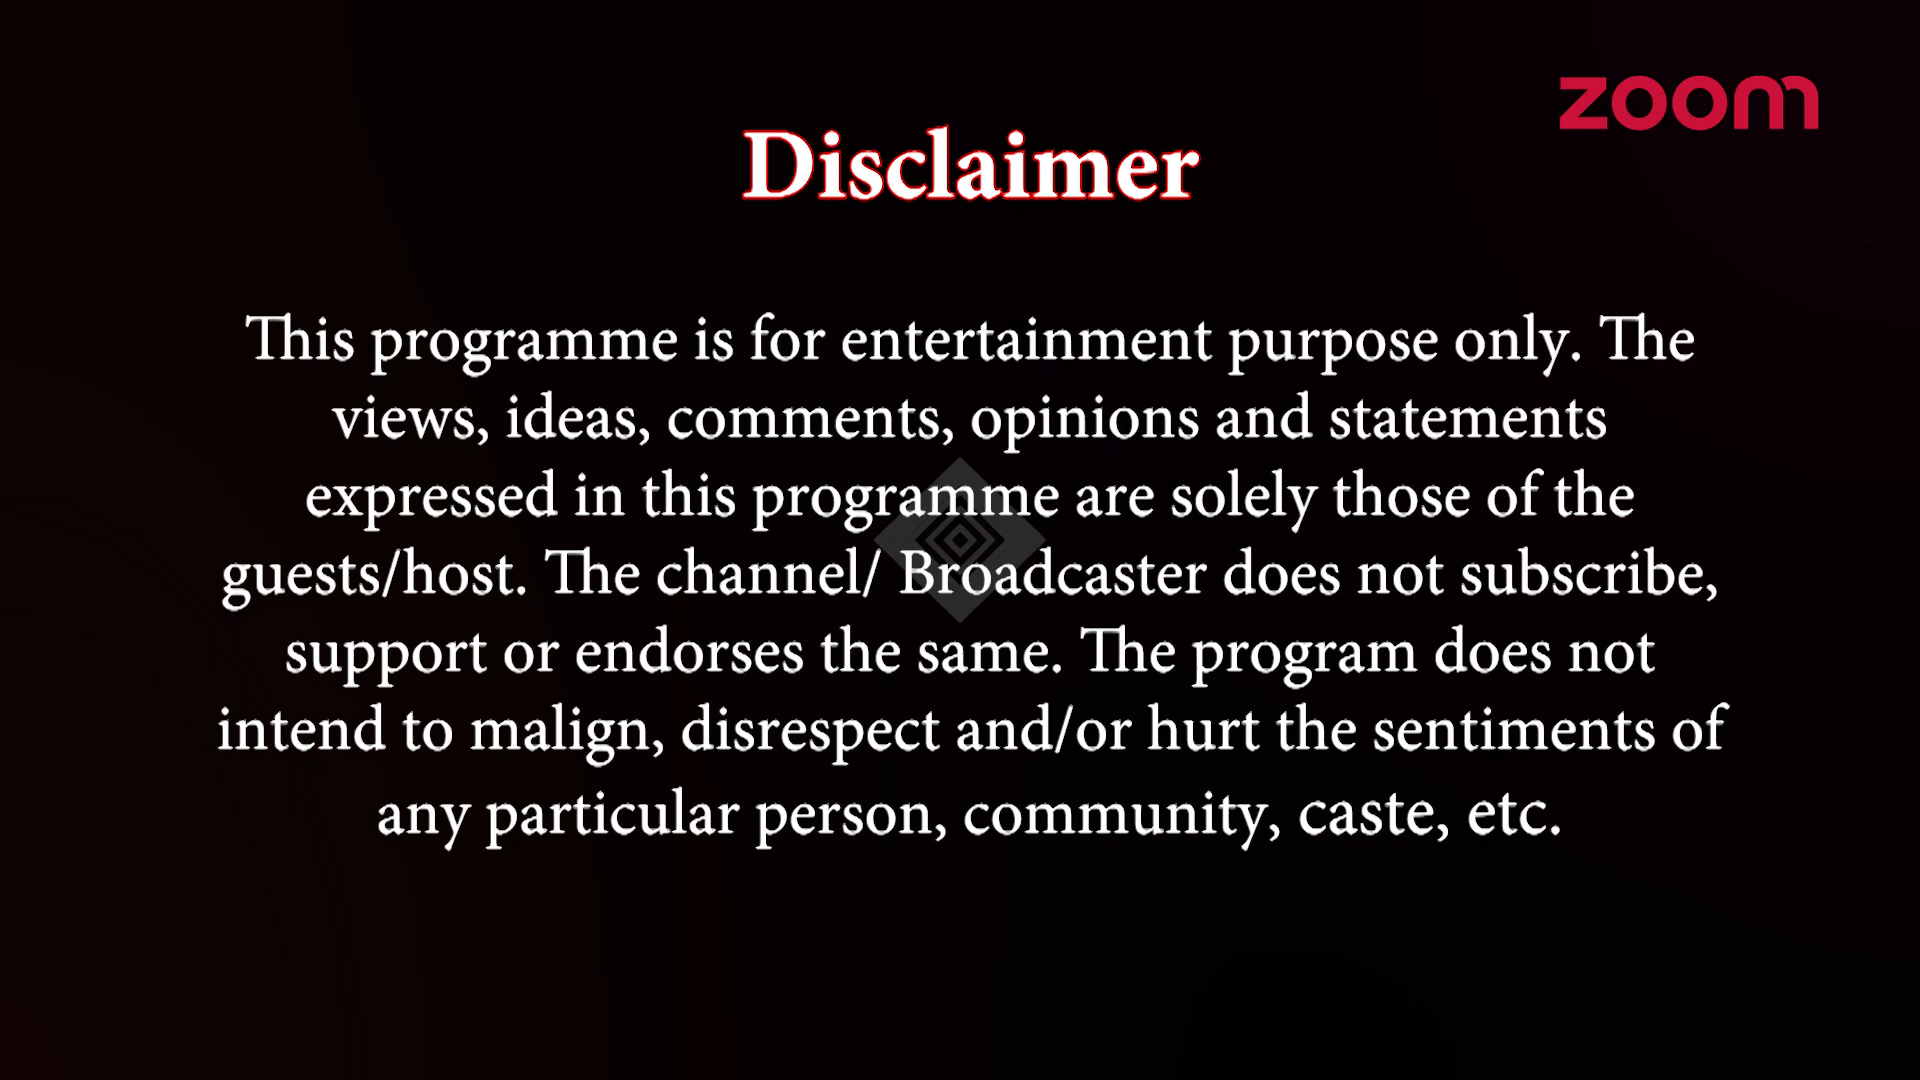 zoom
Disclaimer
This programme is for entertainment purpose only. The
views, ideas, comments, opinions and statements
expressed in this programme are solely those of the
guests/host. The channel/ Broadcaster does not subscribe,
support or endorses the same. The program does not
intend to malign, disrespect and/or hurt the sentiments of
any particular person, community, caste, etc.